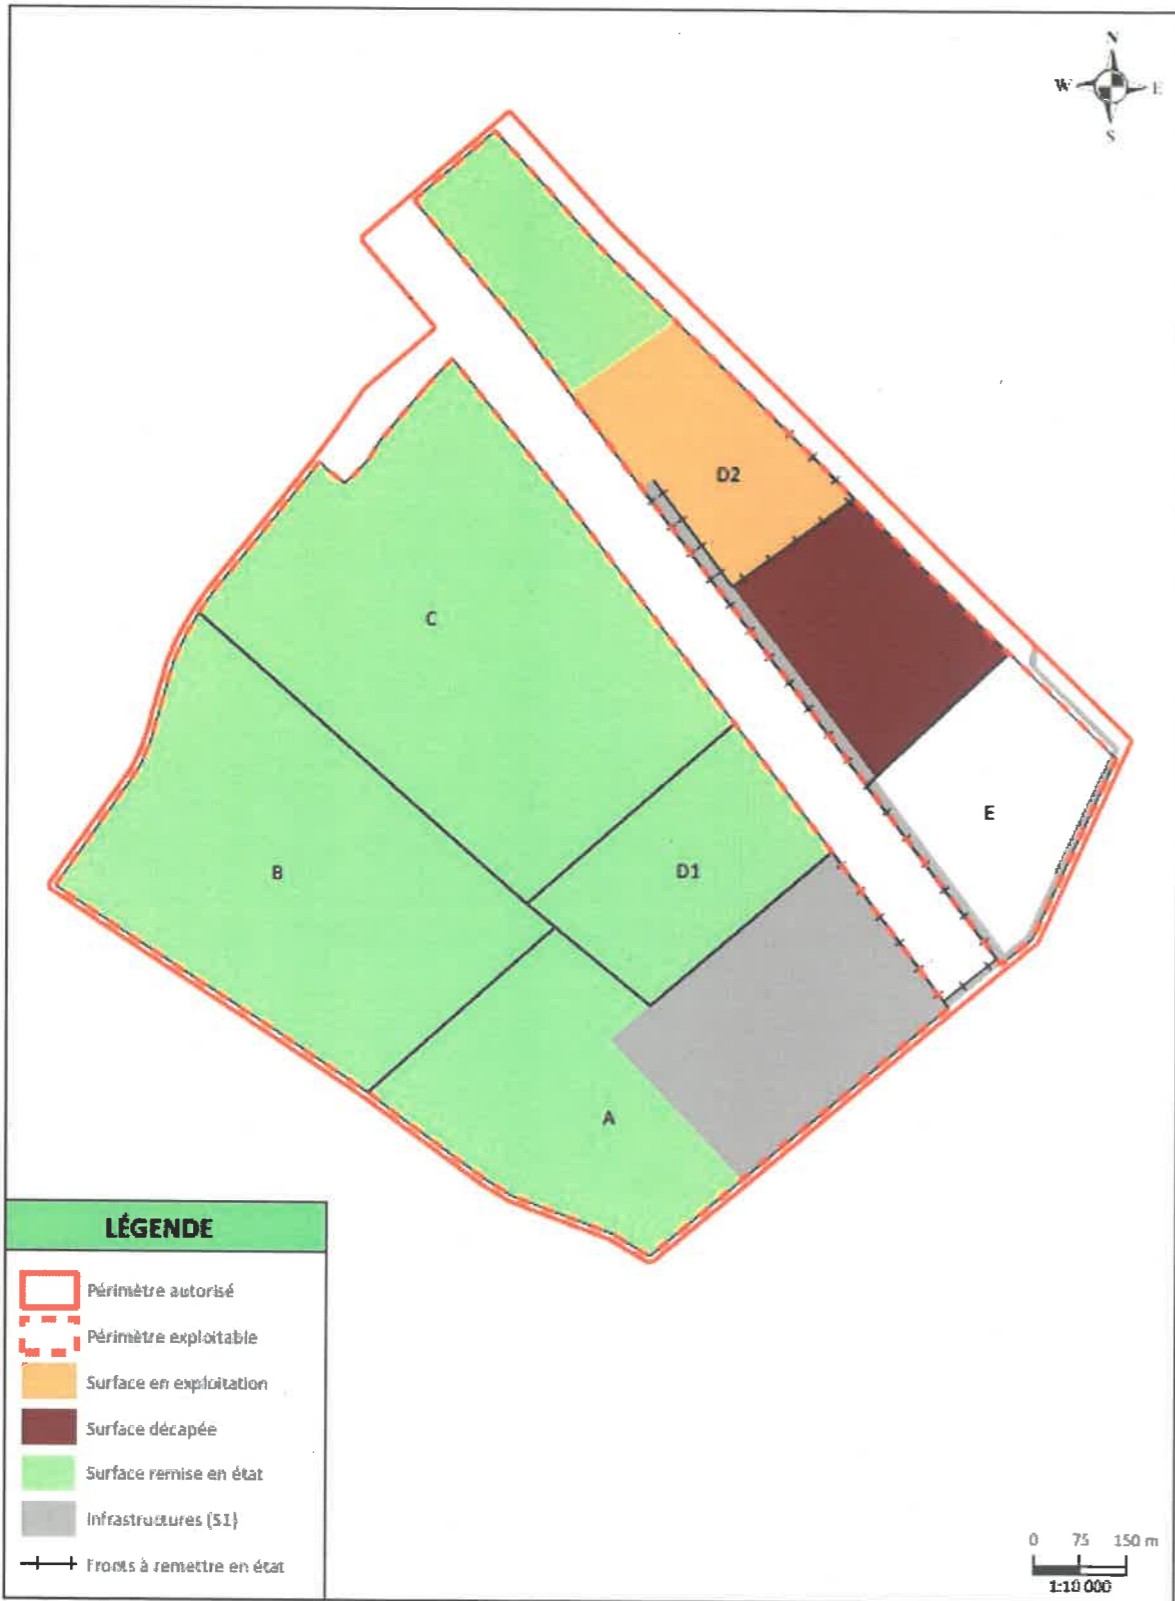 N
W E
S
D2
C
E
B
D1
A
LÉGENDE
Périmètre autorisé
Périmètre exploitable
Surface en exploitation
Surface décapée
Surface remise en état
Infrastructures (S1)
Fronts à remettre en état
0 75 150 m
1:10 000